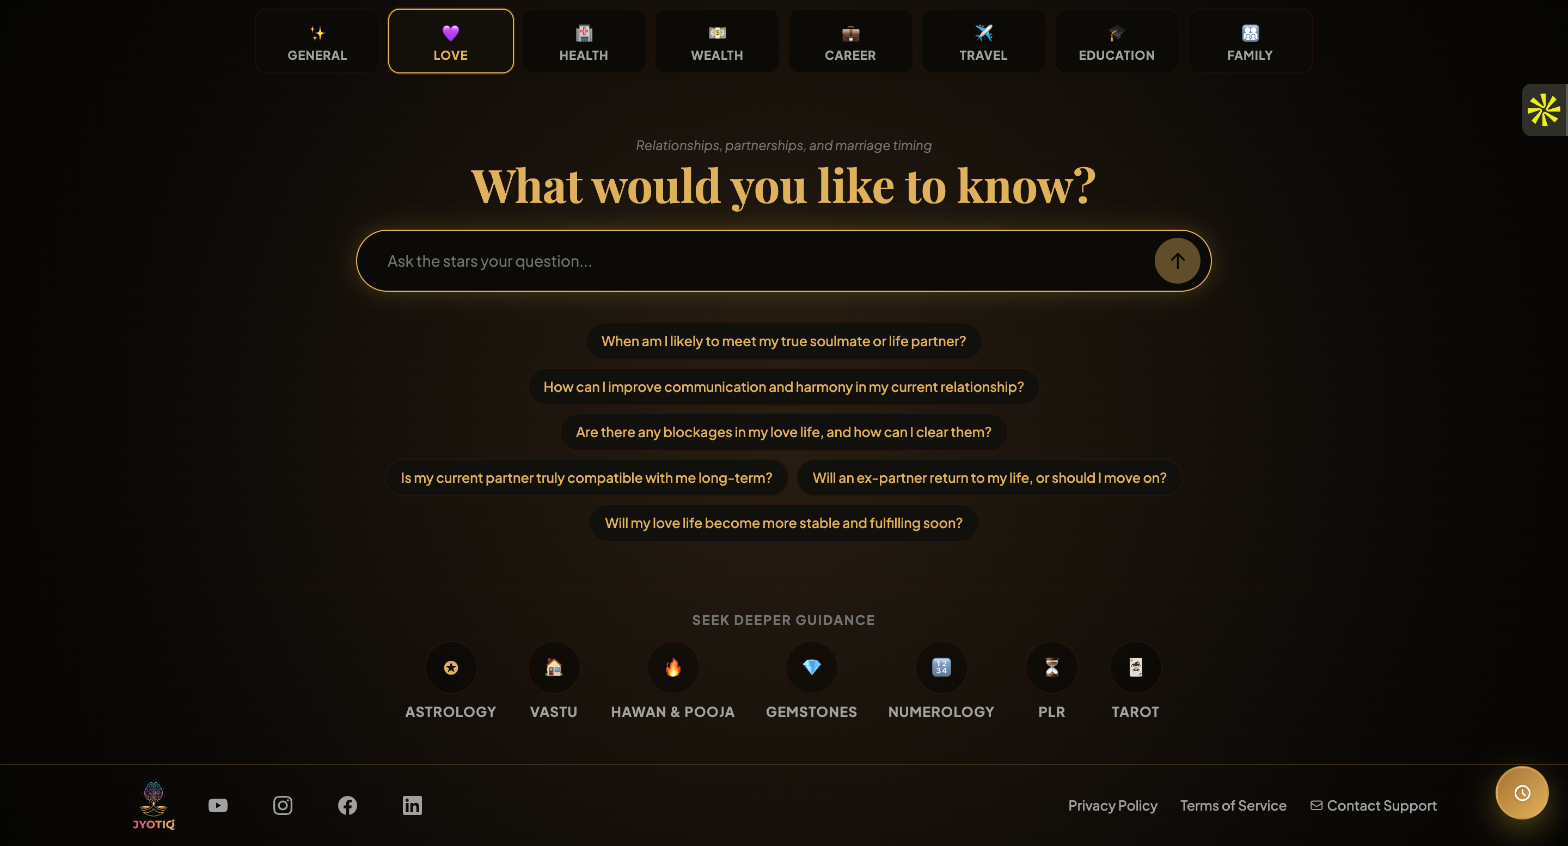 GENERAL LOVE HEALTH WEALTH CAREER TRAVEL EDUCATION FAMILY
Relationships, partnerships, and marriage timing
What would you like to know?
Ask the stars your question...
When am I likely to meet my true soulmate or life partner?
How can I improve communication and harmony in my current relationship?
Are there any blockages in my love life, and how can I clear them?
Is my current partner truly compatible with me long-term? Will an ex-partner return to my life, or should I move on?
Will my love life become more stable and fulfilling soon?
SEEK DEEPER GUIDANCE
1 2
3 4
ASTROLOGY VASTU HAWAN & POOJA GEMSTONES NUMEROLOGY PLR TAROT
JYOTIQ
Privacy Policy Terms of Service Contact Support